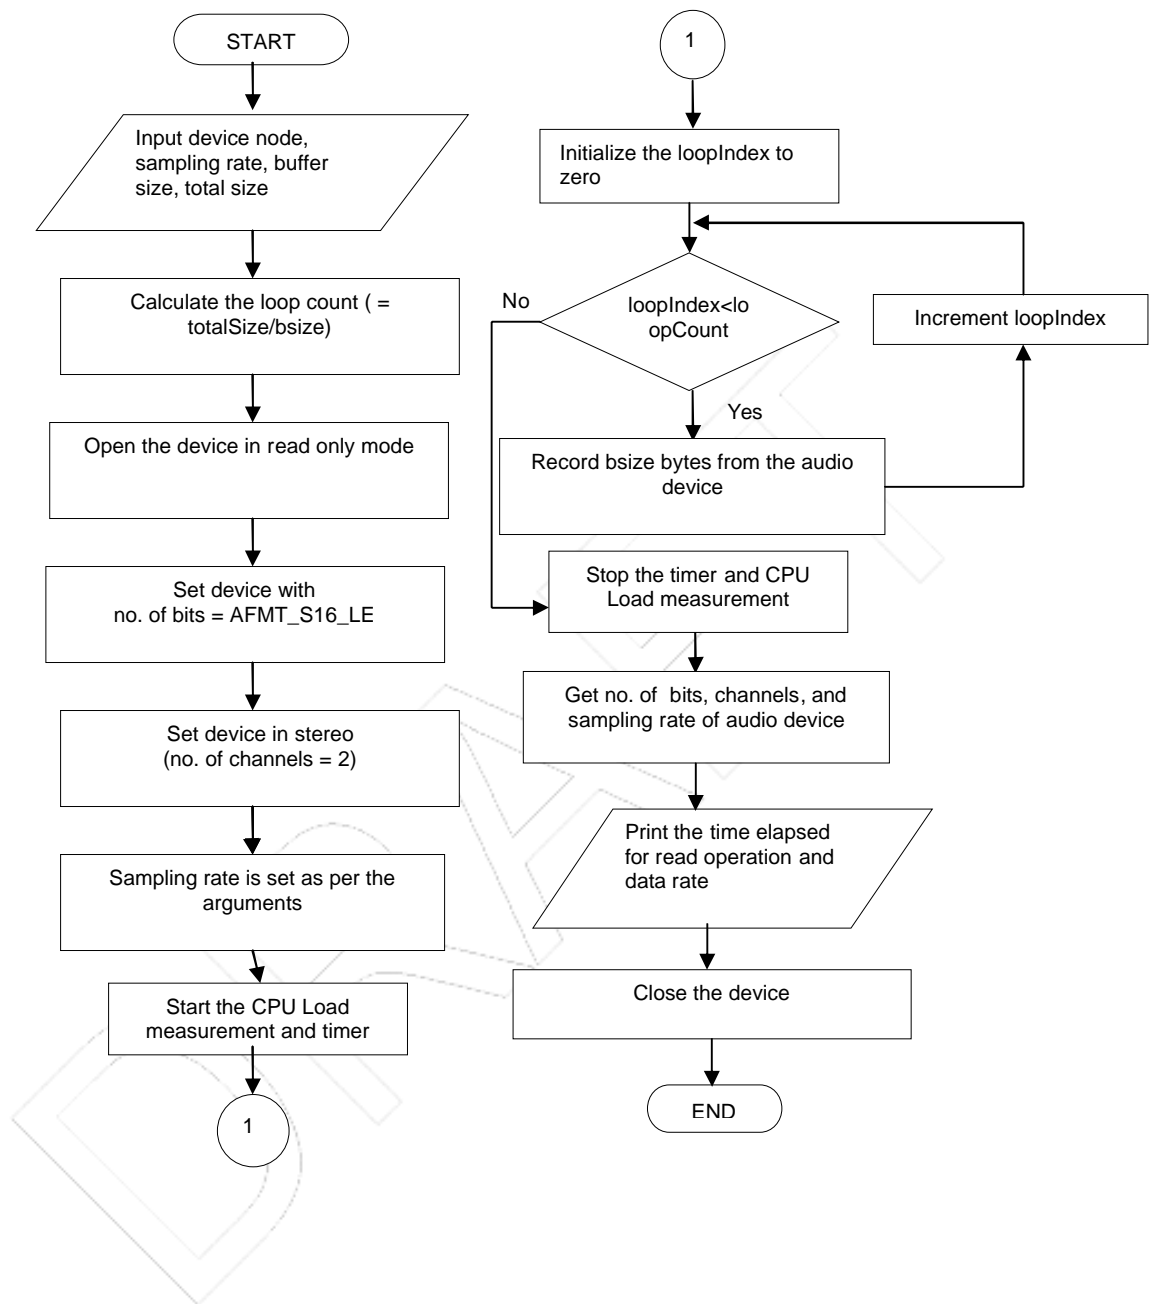 START
Input device node,
sampling rate, buffer
size, total size
Calculate the loop count ( =
totalSize/bsize)
Open the device in read only mode
Set device with
no. of bits = AFMT_S16_LE
Set device in stereo
(no. of channels = 2)
Sampling rate is set as per the
arguments
Start the CPU Load
measurement and timer
1
1
Initialize the loopIndex to
zero
loopIndex<lo
opCount
No
Yes
Increment loopIndex
Record bsize bytes from the audio
device
Stop the timer and CPU
Load measurement
Get no. of bits, channels, and
sampling rate of audio device
Print the time elapsed
for read operation and
data rate
Close the device
END
DRAFT